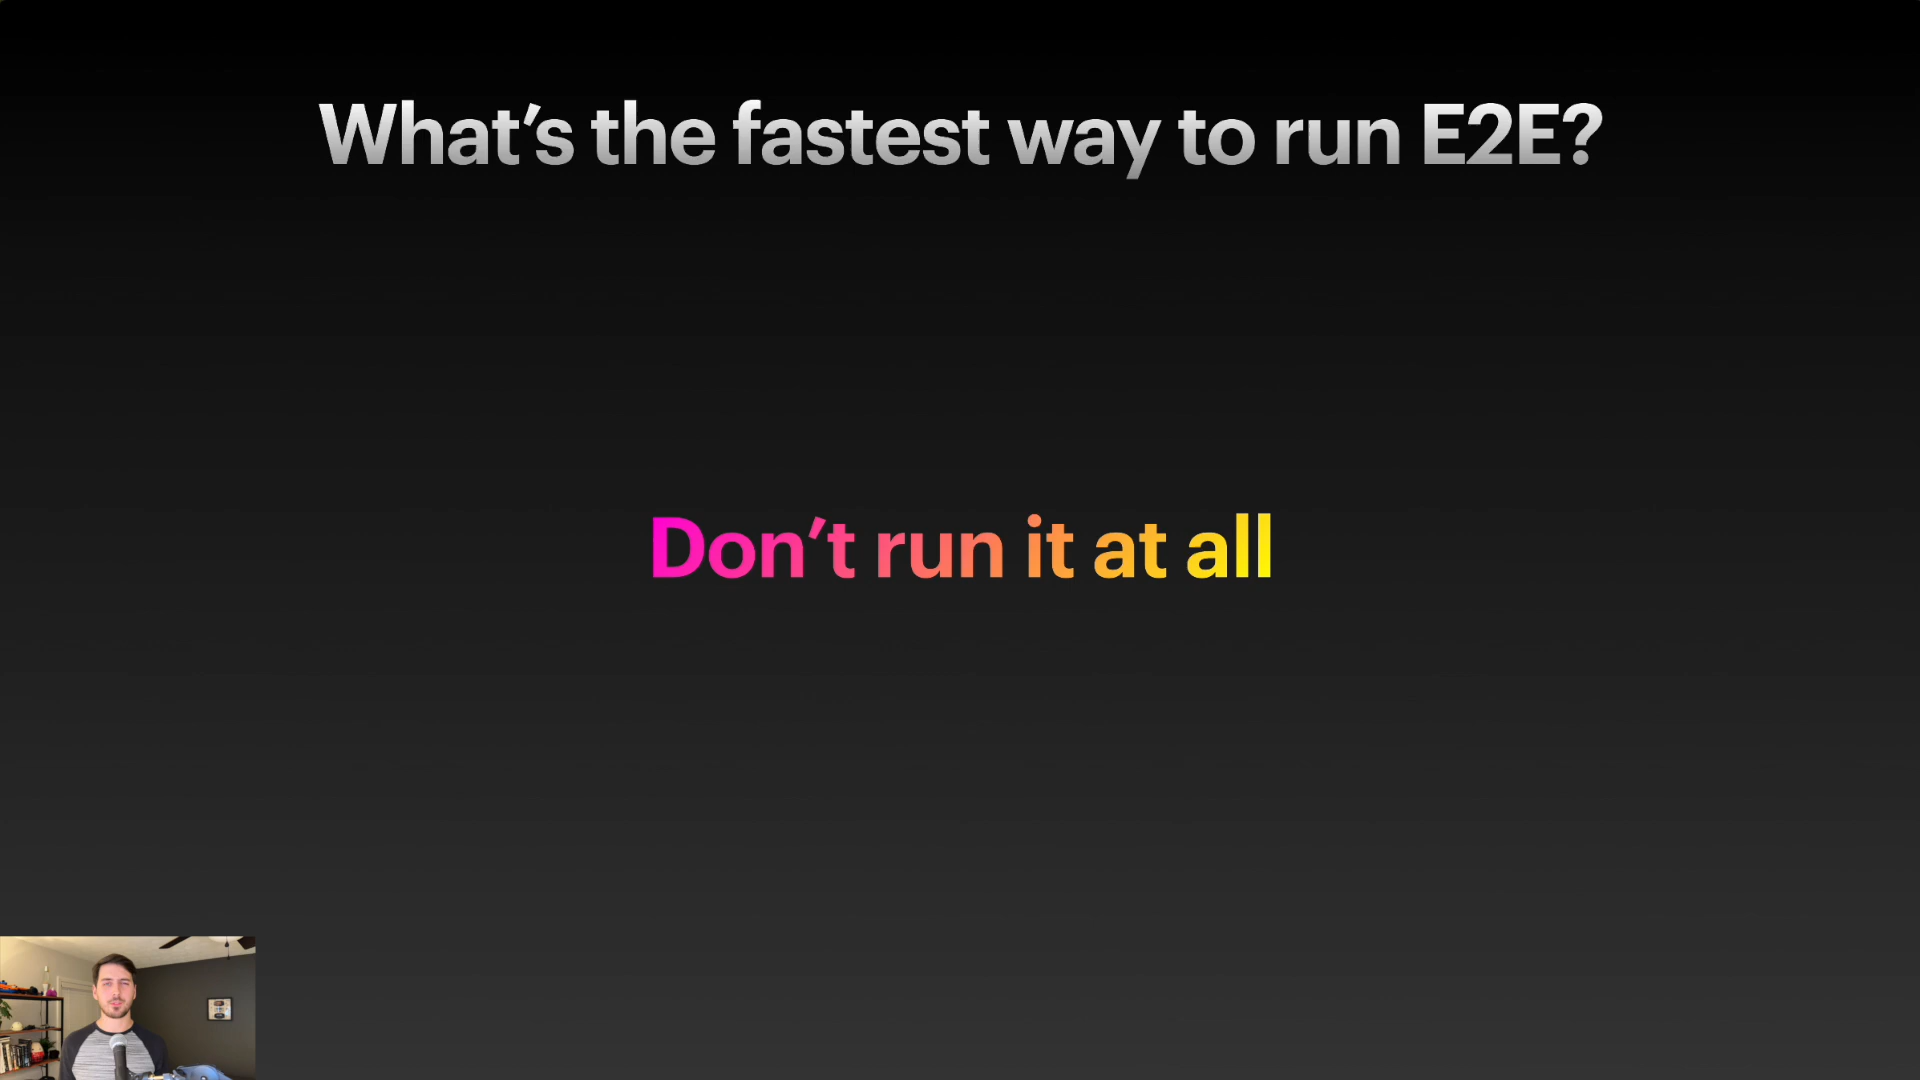 What’s the fastest way to run E2E?
Don’t run it at all